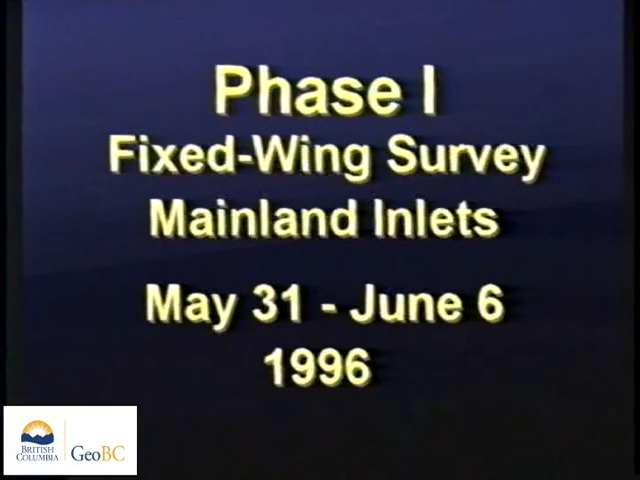 Phase I
Fixed-Wing Survey
Mainland Inlets
May 31 - June 6
1996
BRITISH
COLUMBIA
GeoBC